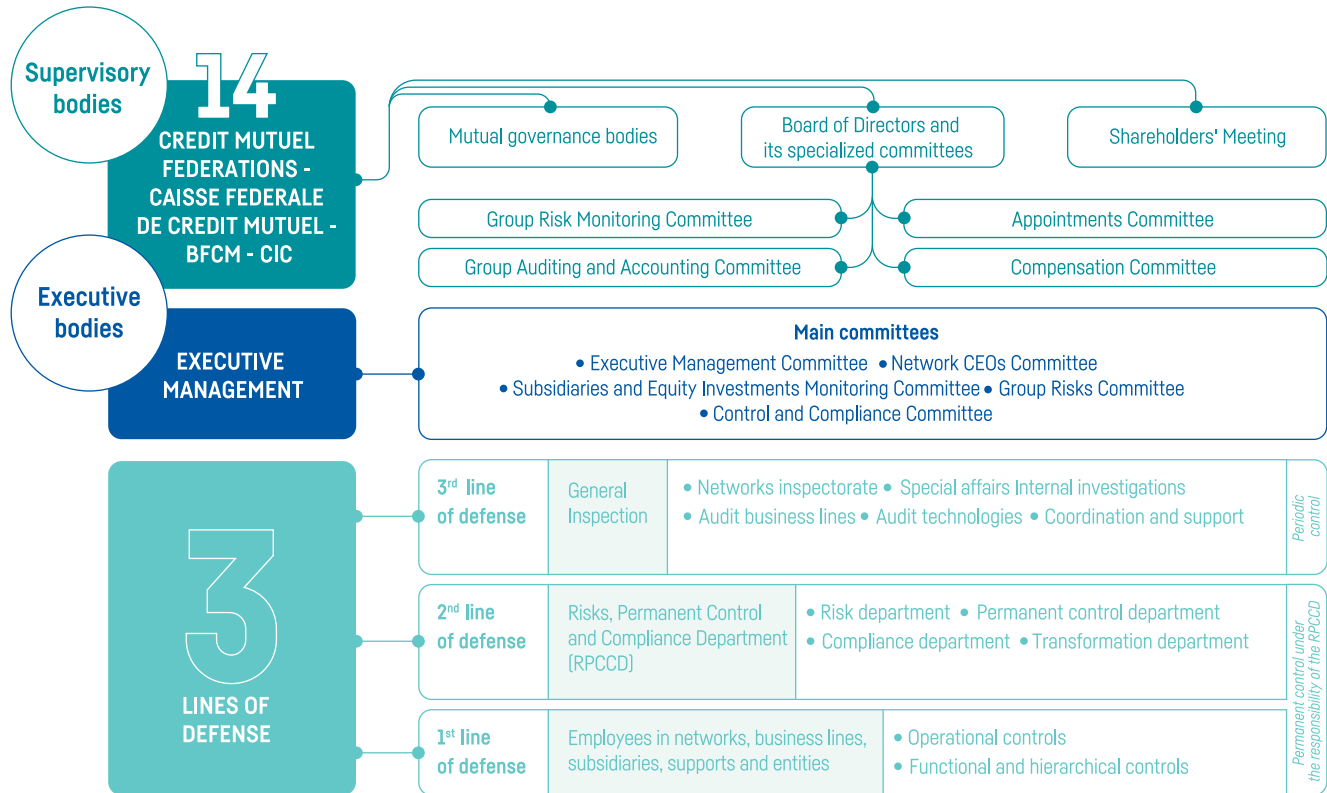 Supervisory
bodies
14
CREDIT MUTUEL
FEDERATIONS -
CAISSE FEDERALE
DE CREDIT MUTUEL -
BFCM - CIC
Mutual governance bodies
Board of Directors and
its specialized committees
Shareholders' Meeting
Group Risk Monitoring Committee
Appointments Committee
Group Auditing and Accounting Committee
Compensation Committee
Executive
bodies
EXECUTIVE
MANAGEMENT
Main committees
• Executive Management Committee • Network CEOs Committee
• Subsidiaries and Equity Investments Monitoring Committee • Group Risks Committee
• Control and Compliance Committee
3
LINES OF
DEFENSE
3rd line
of defense
General
Inspection
• Networks inspectorate • Special affairs Internal investigations
• Audit business lines • Audit technologies • Coordination and support
Periodic
control
2nd line
of defense
Risks, Permanent Control
and Compliance Department
(RPCCD)
• Risk department • Permanent control department
• Compliance department • Transformation department
Permanent control under
the responsibility of the RPCCD
1st line
of defense
Employees in networks, business lines,
subsidiaries, supports and entities
• Operational controls
• Functional and hierarchical controls